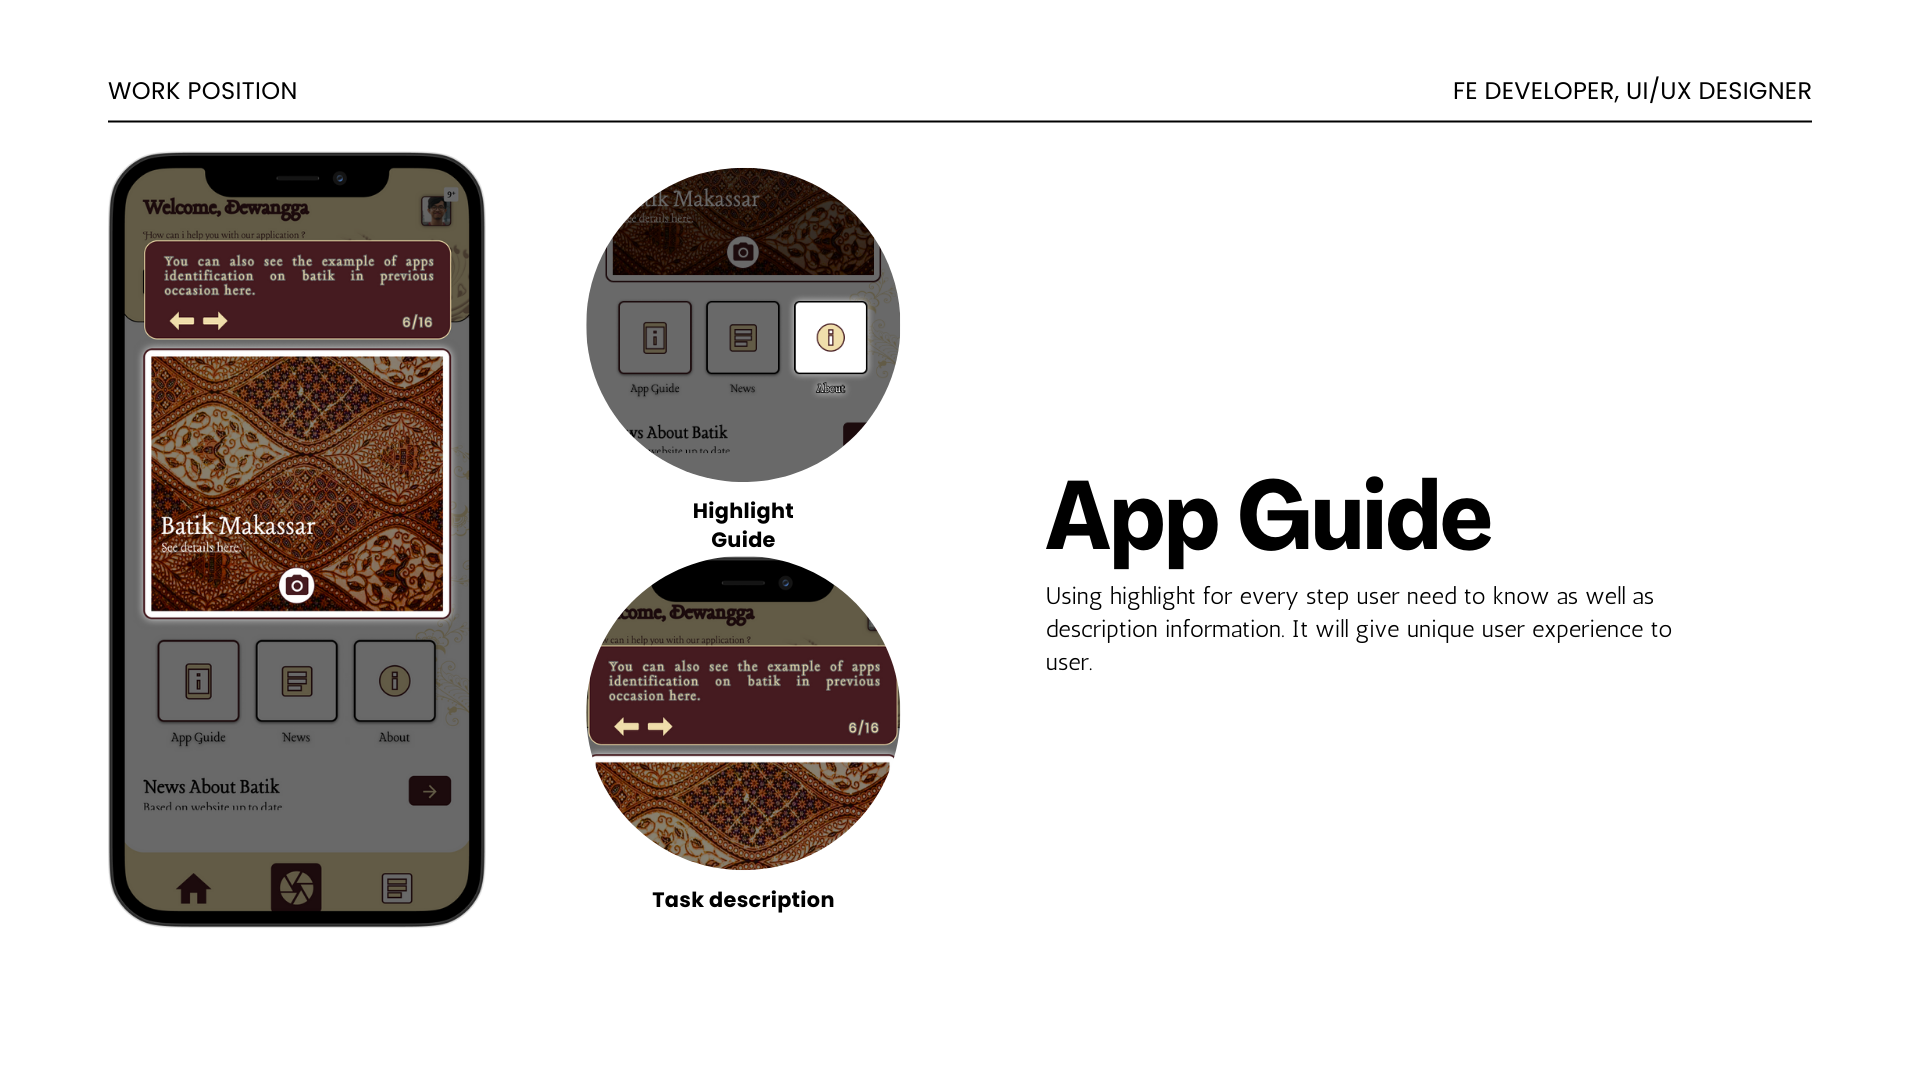 WORK POSITION
FE DEVELOPER, UI/UX DESIGNER
Welcome, Dewangga
9+
"How can i help you with our application ?
You can also see the example of apps
identification on batik in previous
occasion here.
6/16
Batik Makassar
See details here.
App Guide
News
About
News About Batik
Based on website up to date
tik Makassar
ee details here.
App Guide
News
About
ws About Batik
website up to date
Highlight
Guide
come, Dewangga
w can i help you with our application ?
You can also see the example of apps
identification on batik in previous
occasion here.
6/16
Task description
App Guide
Using highlight for every step user need to know as well as
description information. It will give unique user experience to
user.